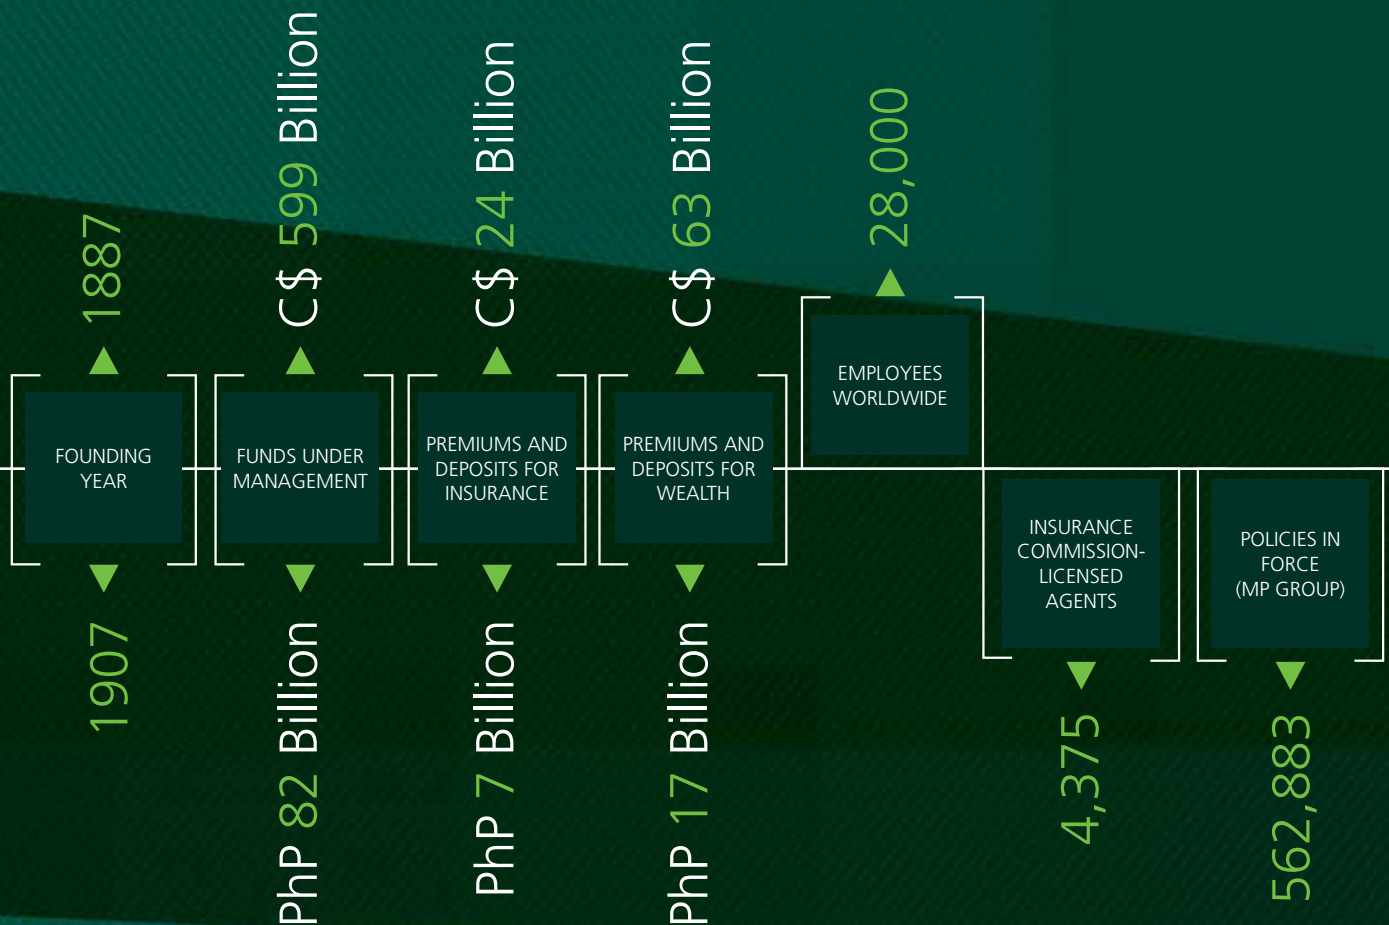 1887
C$ 599 Billion
C$ 24 Billion
C$ 63 Billion
28,000
FOUNDING
YEAR
FUNDS UNDER
MANAGEMENT
PREMIUMS AND
DEPOSITS FOR
INSURANCE
PREMIUMS AND
DEPOSITS FOR
WEALTH
EMPLOYEES
WORLDWIDE
INSURANCE
COMMISSION-
LICENSED
AGENTS
POLICIES IN
FORCE
(MP GROUP)
1907
PhP 82 Billion
PhP 7 Billion
PhP 17 Billion
4,375
562,883